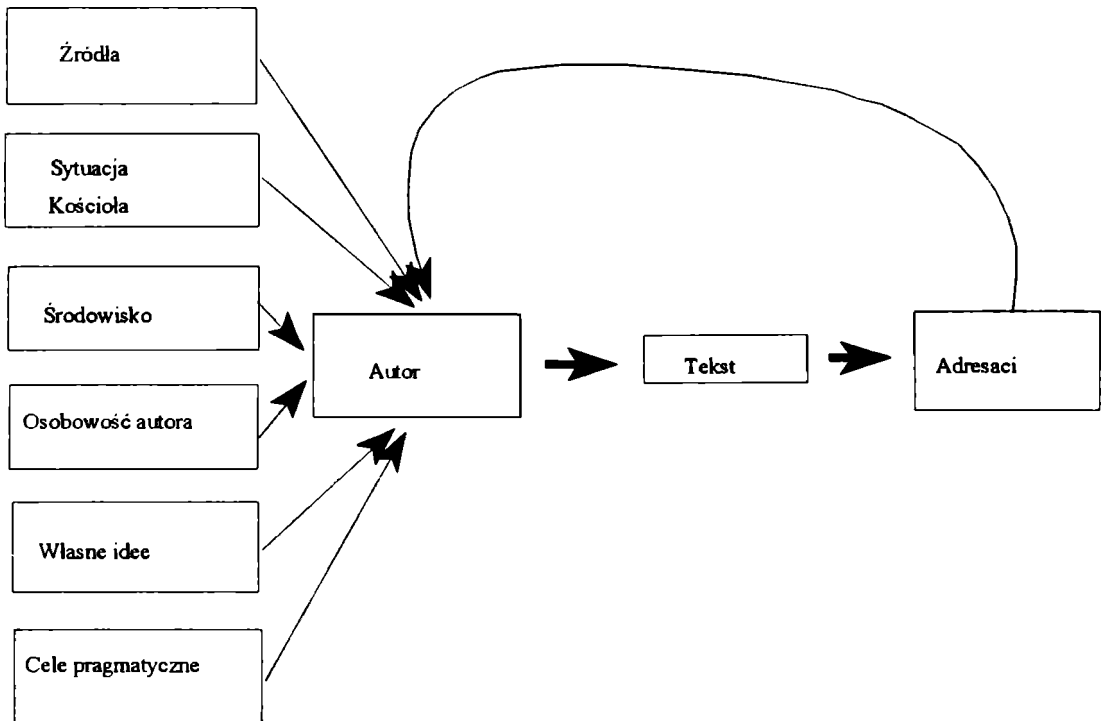 Źródła
Sytuacja
Kościoła
Środowisko
Osobowość autora
Własne idee
Cele pragmatyczne
Autor
Tekst
Adresaci